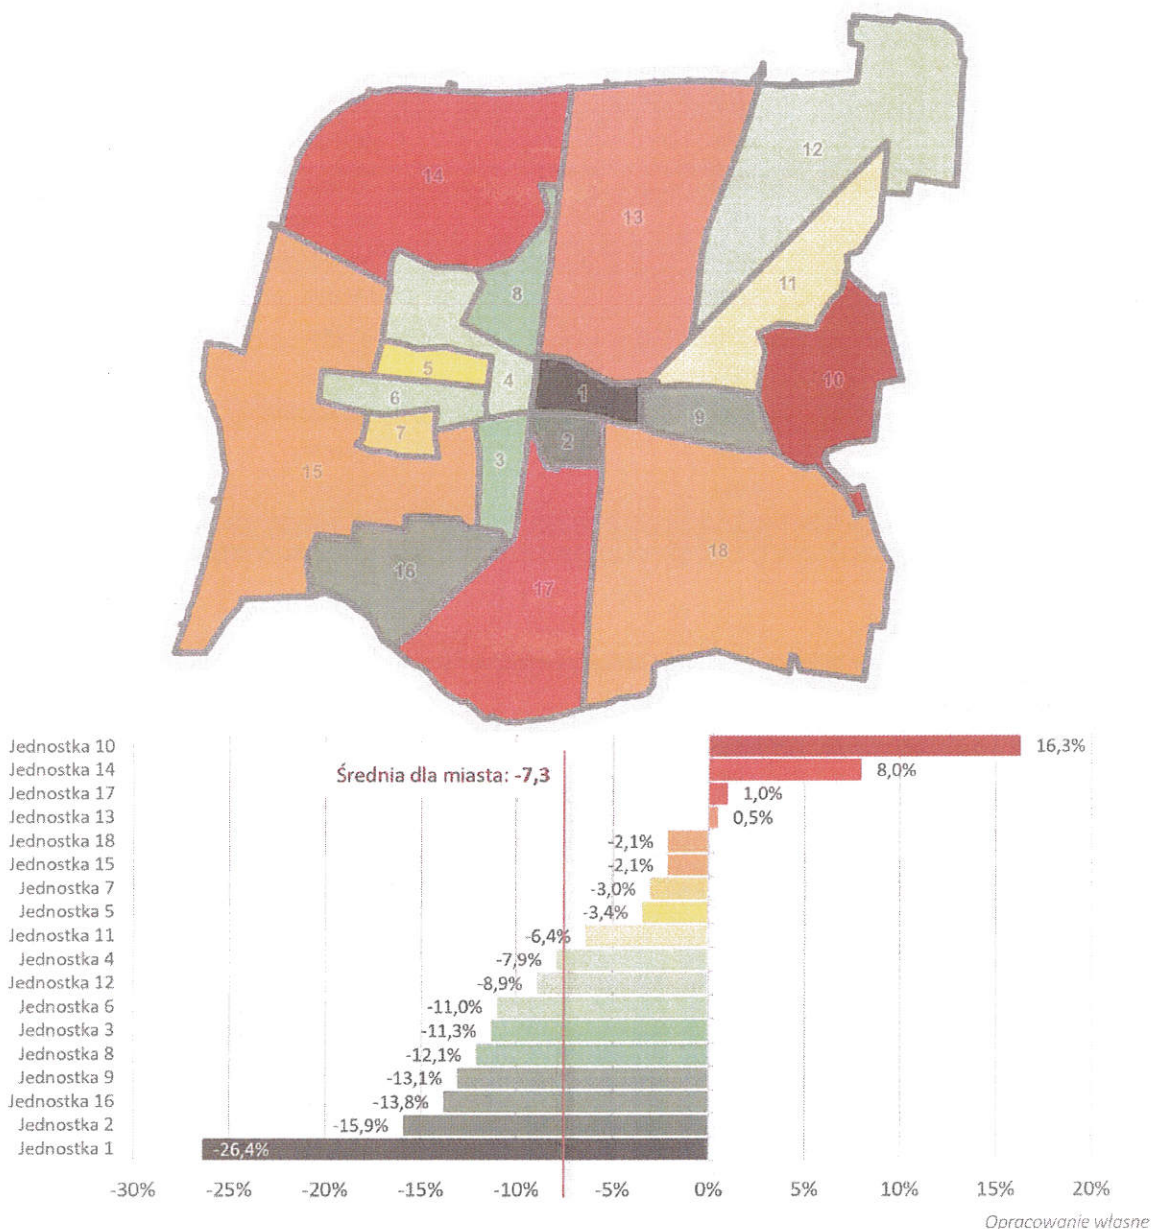 12
14
13
11
8
10
5
4
6
1
9
7
2
3
15
18
16
17
Jednostka 10
16,3%
Średnia dla miasta: -7,3
Jednostka 14
8,0%
Jednostka 17
1,0%
Jednostka 13
0,5%
Jednostka 18
-2,1%
Jednostka 15
-2,1%
Jednostka 7
-3,0%
Jednostka 5
-3,4%
Jednostka 11
-6,4%
Jednostka 4
-7,9%
Jednostka 12
-8,9%
Jednostka 6
-11,0%
Jednostka 3
-11,3%
Jednostka 8
-12,1%
Jednostka 9
-13,1%
Jednostka 16
-13,8%
Jednostka 2
-15,9%
Jednostka 1
-26,4%
-30% -25% -20% -15% -10% -5% 0% 5% 10% 15% 20%
Opracowanie własne